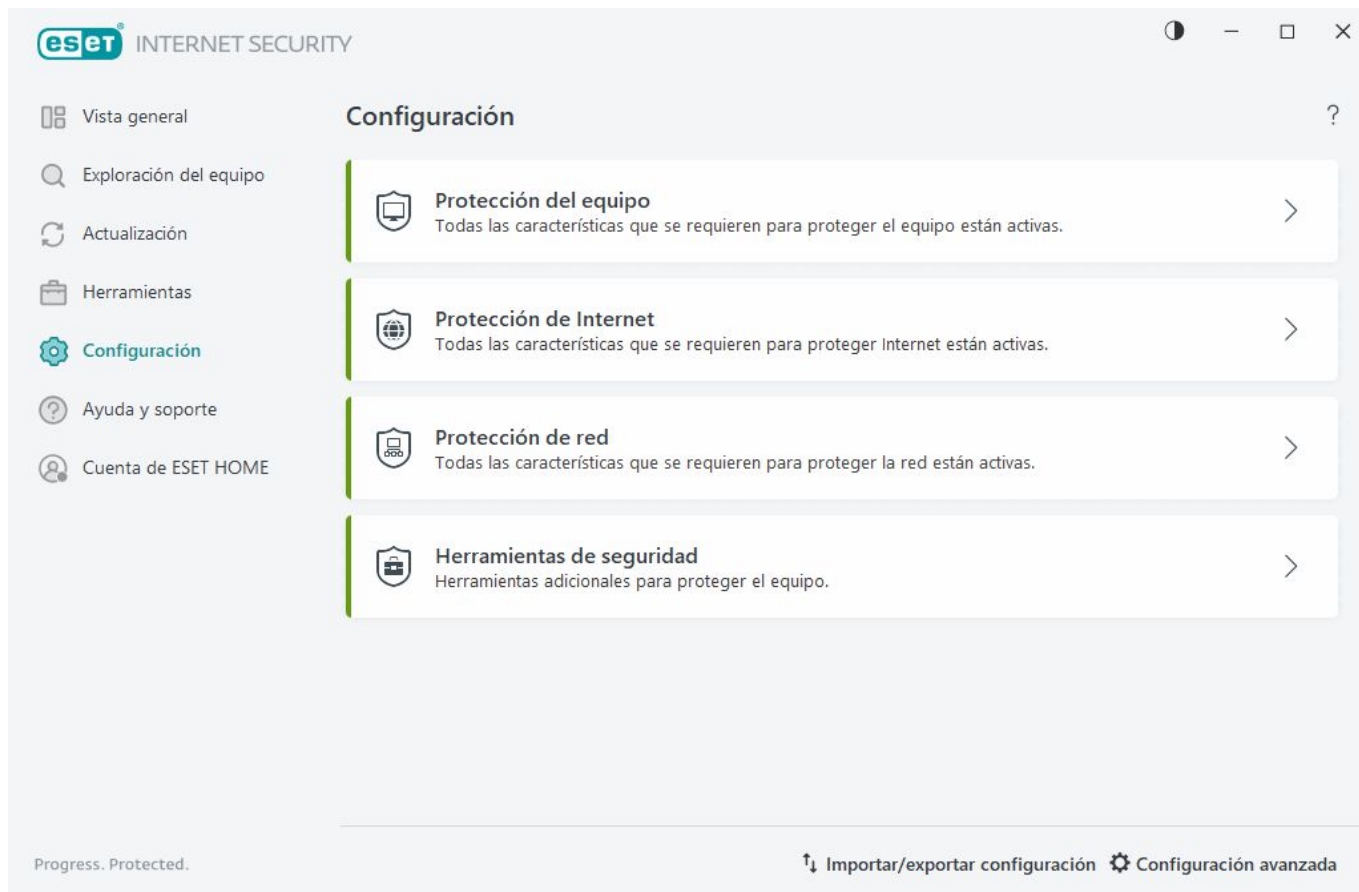 eset® INTERNET SECURITY
Vista general
Exploración del equipo
Actualización
Herramientas
Configuración
Ayuda y soporte
Cuenta de ESET HOME
Configuración
?
Protección del equipo
Todas las características que se requieren para proteger el equipo están activas.
Protección de Internet
Todas las características que se requieren para proteger Internet están activas.
Protección de red
Todas las características que se requieren para proteger la red están activas.
Herramientas de seguridad
Herramientas adicionales para proteger el equipo.
Progress. Protected.
Importar/exportar configuración
Configuración avanzada